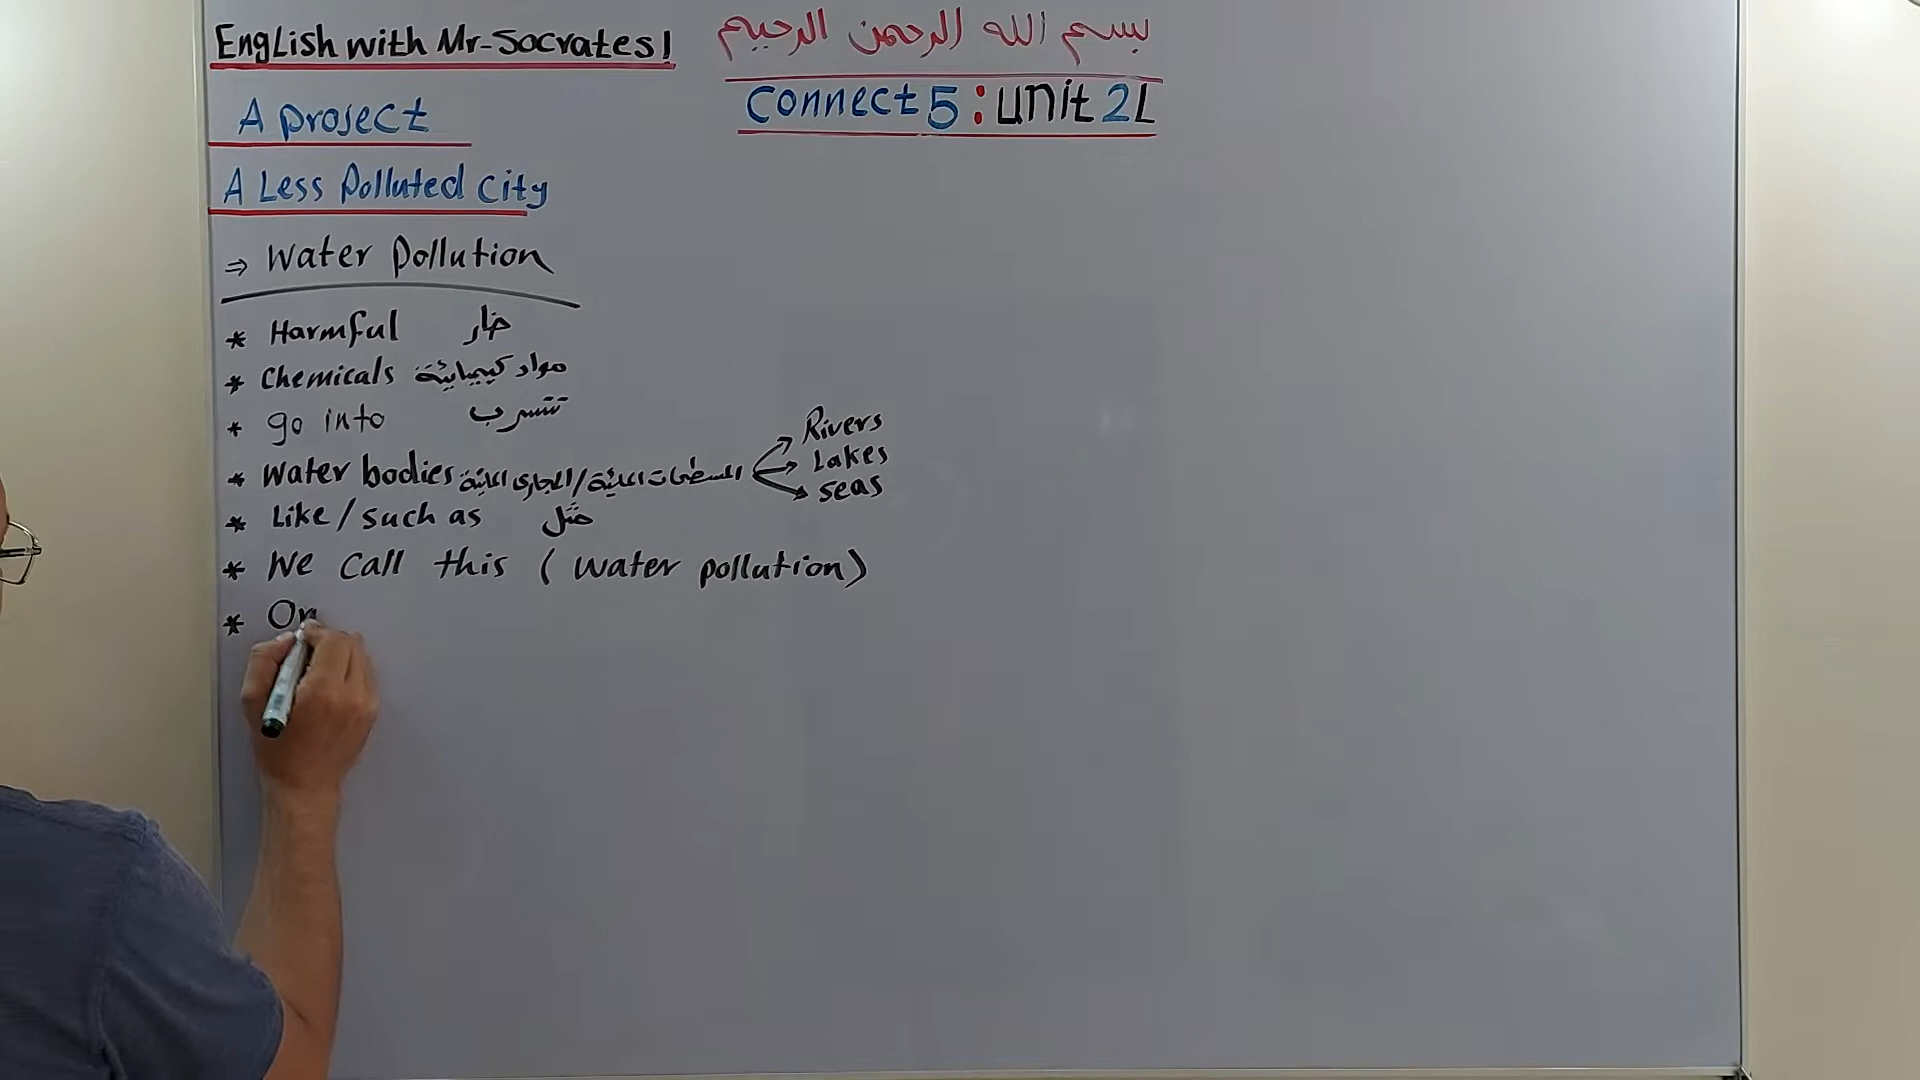 English with Mr-Socrates!
بسم الله الرحمن الرحيم
Connect 5 : Unit 2L
A Project
A Less Polluted City
⇒ Water Pollution
* Harmful ضار
* Chemicals مواد كيميائية
* go into تتسرب
* Water bodies المسطحات المائية / المجارى المائية
Rivers
Lakes
seas
* Like / such as مثل
* We call this ( water pollution )
* On